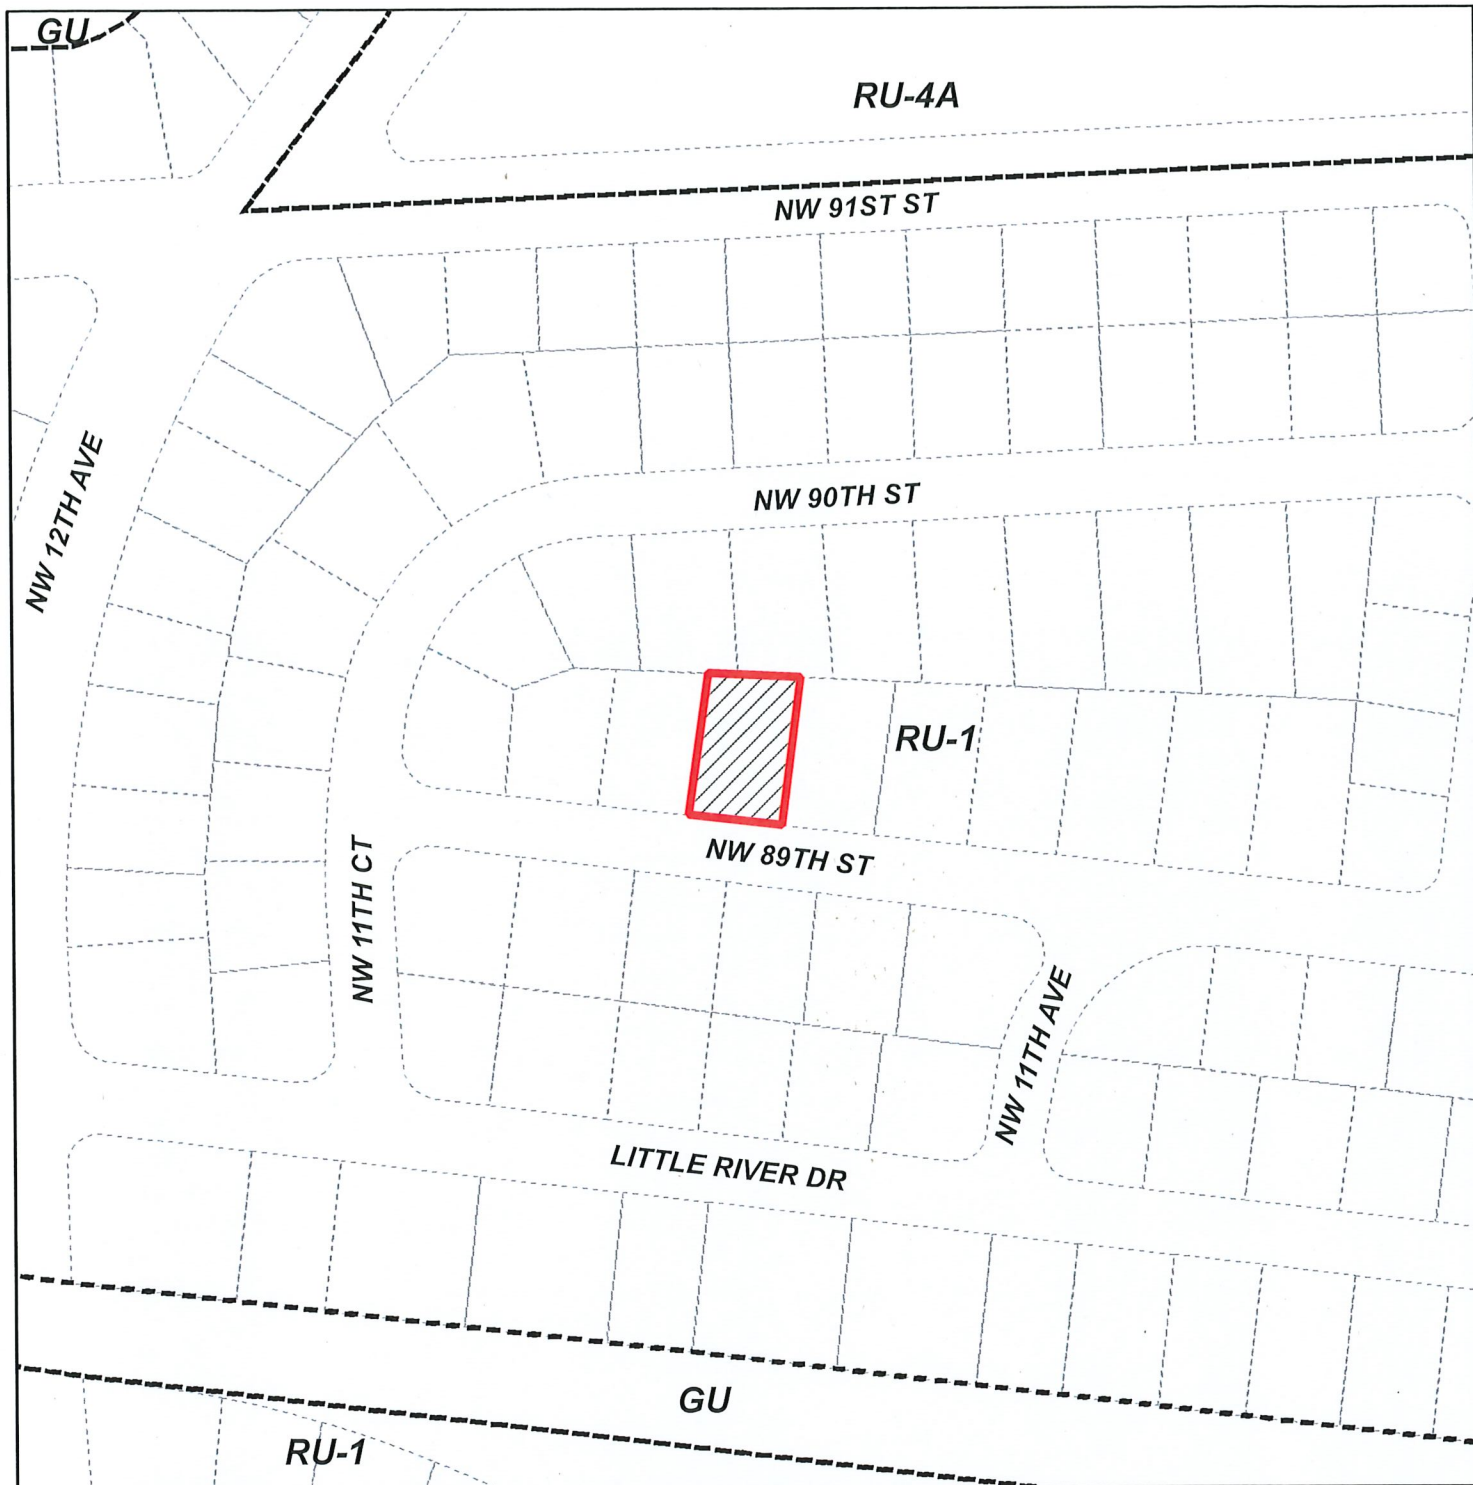 GU
RU-4A
NW 91ST ST
NW 12TH AVE
NW 90TH ST
RU-1
NW 89TH ST
NW 11TH CT
NW 11TH AVE
LITTLE RIVER DR
GU
RU-1